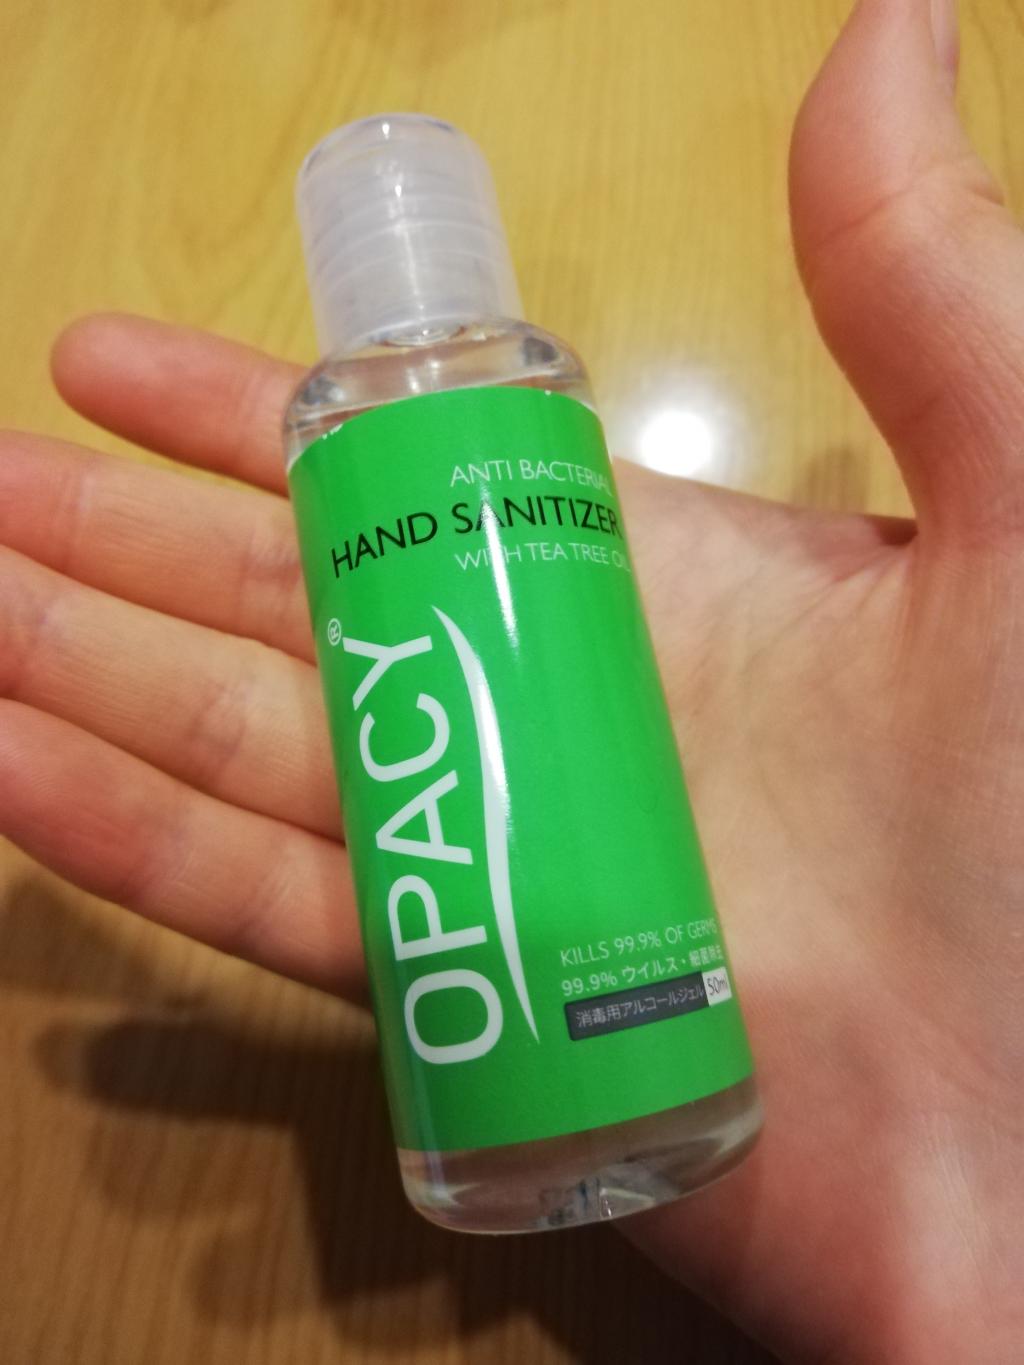 ANTI BACTERIAL
HAND SANITIZER
WITH TEA TREE OIL
OPACY®
KILLS 99.9% OF GERMS
99.9% ウイルス・細菌除去
消毒用アルコールジェル 50ml